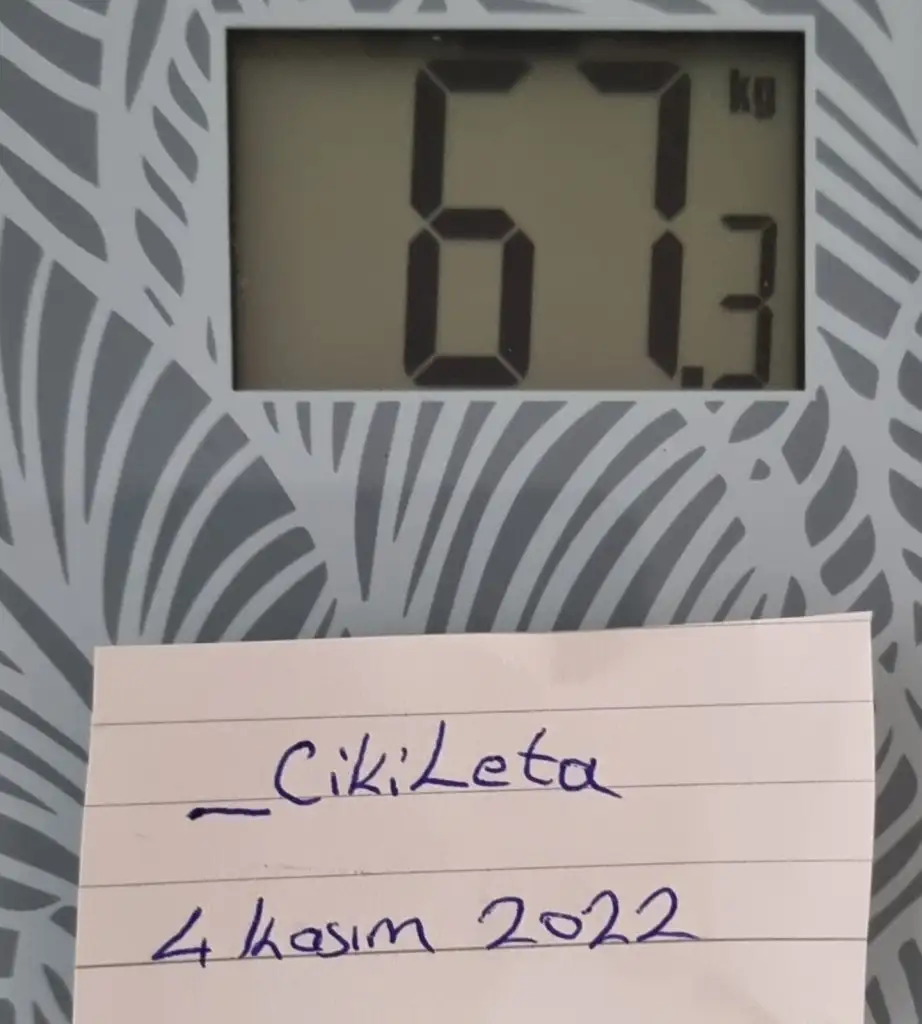 67.3 kg
_CikiLeta
4 Kasım 2022